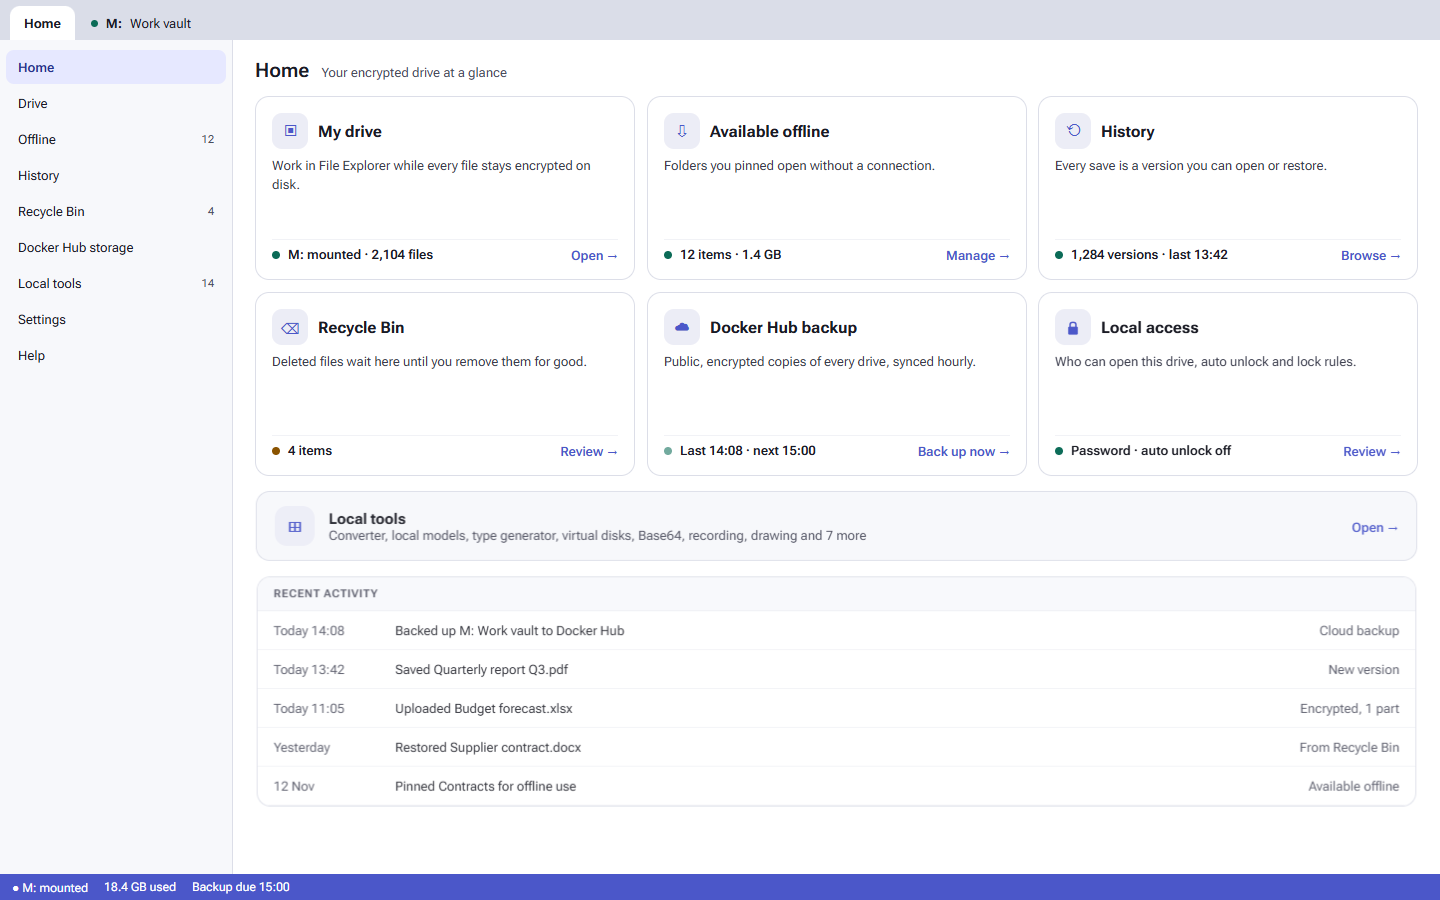 Home
M: Work vault
Home
Drive
Offline 12
History
Recycle Bin 4
Docker Hub storage
Local tools 14
Settings
Help
Home Your encrypted drive at a glance
My drive
Work in File Explorer while every file stays encrypted on
disk.
M: mounted · 2,104 files Open →
Available offline
Folders you pinned open without a connection.
12 items · 1.4 GB Manage →
History
Every save is a version you can open or restore.
1,284 versions · last 13:42 Browse →
Recycle Bin
Deleted files wait here until you remove them for good.
4 items Review →
Docker Hub backup
Public, encrypted copies of every drive, synced hourly.
Last 14:08 · next 15:00 Back up now →
Local access
Who can open this drive, auto unlock and lock rules.
Password · auto unlock off Review →
Local tools
Converter, local models, type generator, virtual disks, Base64, recording, drawing and 7 more
Open →
RECENT ACTIVITY
Today 14:08 Backed up M: Work vault to Docker Hub Cloud backup
Today 13:42 Saved Quarterly report Q3.pdf New version
Today 11:05 Uploaded Budget forecast.xlsx Encrypted, 1 part
Yesterday Restored Supplier contract.docx From Recycle Bin
12 Nov Pinned Contracts for offline use Available offline
● M: mounted 18.4 GB used Backup due 15:00